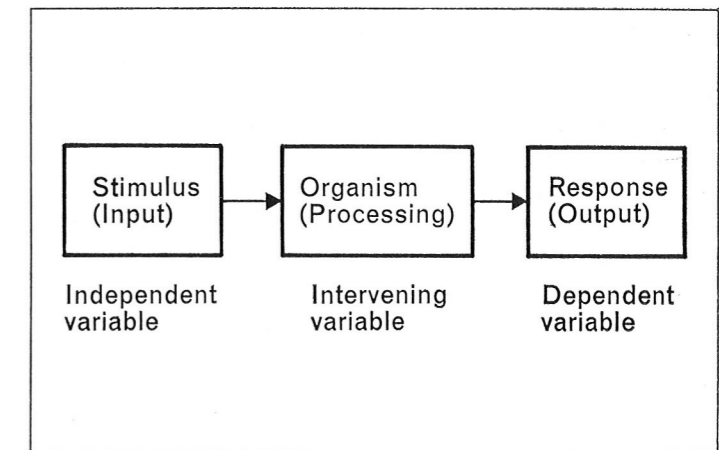 Stimulus
(Input)
Organism
(Processing)
Response
(Output)
Independent
variable
Intervening
variable
Dependent
variable